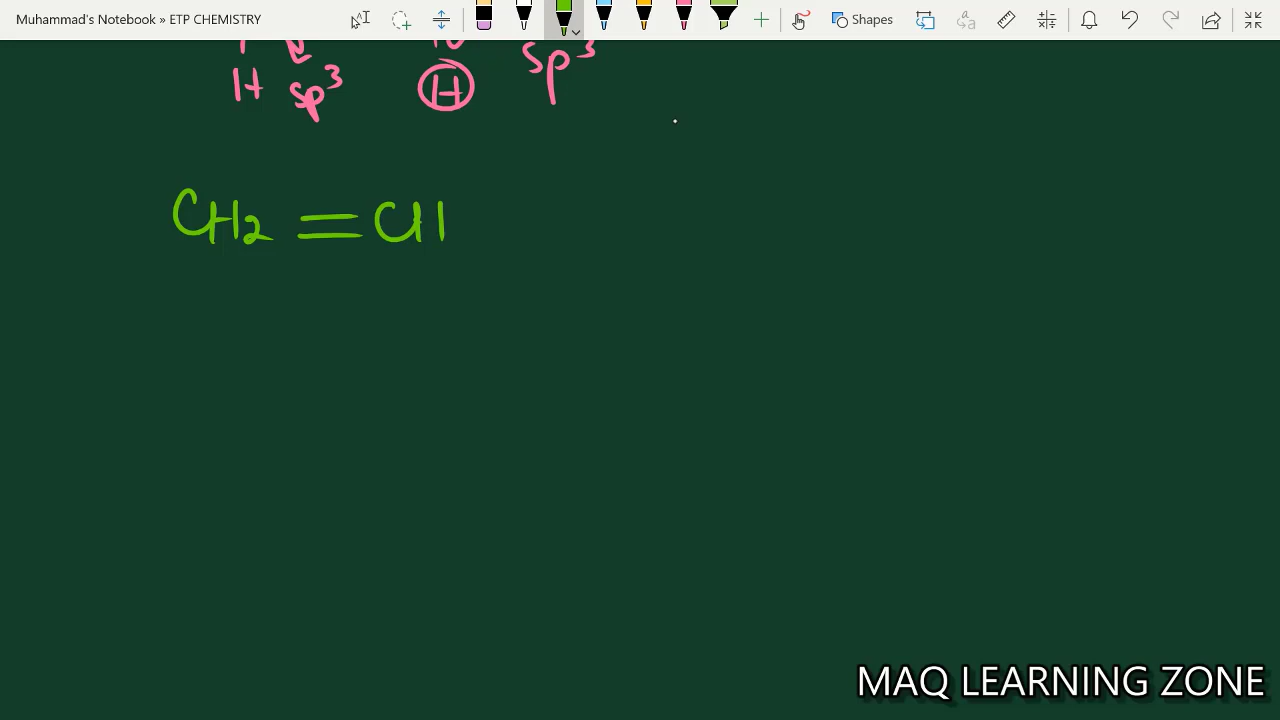 Muhammad's Notebook » ETP CHEMISTRY
Shapes
sp³
H sp³ H
CH₂ = CH
MAQ LEARNING ZONE